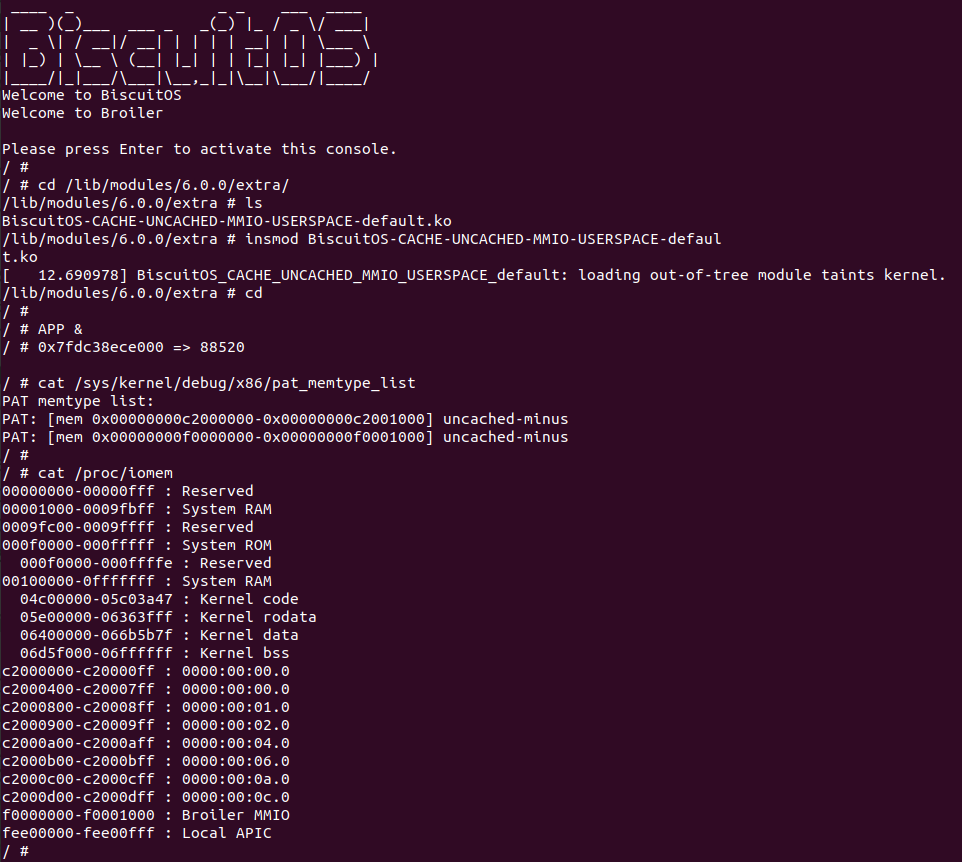 ____  _                _ _    ___  ____
| __ )(_)___  ___ _   _(_) |_ / _ \/ ___|
|  _ \| / __|/ __| | | | | __| | | \___ \
| |_) | \__ \ (__| |_| | | |_| |_| |___) |
|____/|_|___/\___|\__,_|_|\__|\___/|____/
Welcome to BiscuitOS
Welcome to Broiler
Please press Enter to activate this console.
/ #
/ # cd /lib/modules/6.0.0/extra/
/lib/modules/6.0.0/extra # ls
BiscuitOS-CACHE-UNCACHED-MMIO-USERSPACE-default.ko
/lib/modules/6.0.0/extra # insmod BiscuitOS-CACHE-UNCACHED-MMIO-USERSPACE-defaul
t.ko
[   12.690978] BiscuitOS_CACHE_UNCACHED_MMIO_USERSPACE_default: loading out-of-tree module taints kernel.
/lib/modules/6.0.0/extra # cd
/ #
/ # APP &
/ # 0x7fdc38ece000 => 88520
/ # cat /sys/kernel/debug/x86/pat_memtype_list
PAT memtype list:
PAT: [mem 0x00000000c2000000-0x00000000c2001000] uncached-minus
PAT: [mem 0x00000000f0000000-0x00000000f0001000] uncached-minus
/ #
/ # cat /proc/iomem
00000000-00000fff : Reserved
00001000-0009fbff : System RAM
0009fc00-0009ffff : Reserved
000f0000-000fffff : System ROM
  000f0000-000ffffe : Reserved
00100000-0fffffff : System RAM
  04c00000-05c03a47 : Kernel code
  05e00000-06363fff : Kernel rodata
  06400000-066b5b7f : Kernel data
  06d5f000-06ffffff : Kernel bss
c2000000-c20000ff : 0000:00:00.0
c2000400-c20007ff : 0000:00:00.0
c2000800-c20008ff : 0000:00:01.0
c2000900-c20009ff : 0000:00:02.0
c2000a00-c2000aff : 0000:00:04.0
c2000b00-c2000bff : 0000:00:06.0
c2000c00-c2000cff : 0000:00:0a.0
c2000d00-c2000dff : 0000:00:0c.0
f0000000-f0001000 : Broiler MMIO
fee00000-fee00fff : Local APIC
/ #